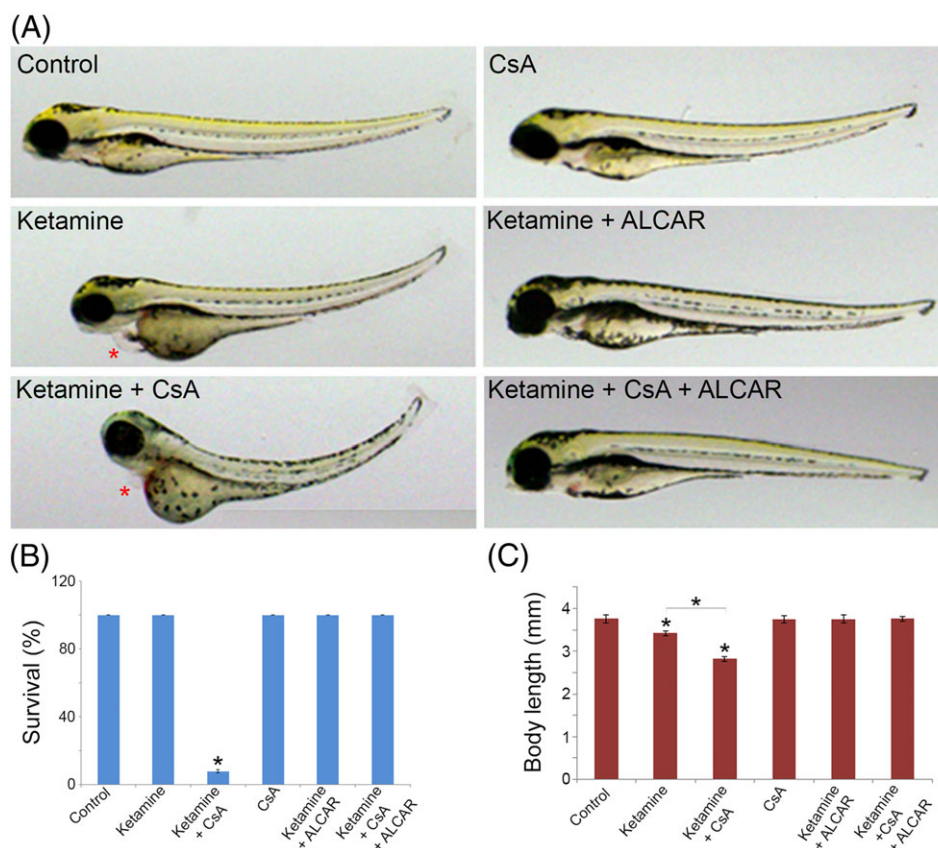 (A)
Control
CsA
Ketamine
Ketamine + ALCAR
*
Ketamine + CsA
Ketamine + CsA + ALCAR
*
(B)
120
80
40
0
Survival (%)
*
Control
Ketamine
Ketamine
+ CsA
CsA
Ketamine
+ ALCAR
Ketamine
+ CsA
+ ALCAR
(C)
4
3
2
1
0
Body length (mm)
*
*
*
Control
Ketamine
Ketamine
+ CsA
CsA
Ketamine
+ ALCAR
Ketamine
+CsA
+ ALCAR